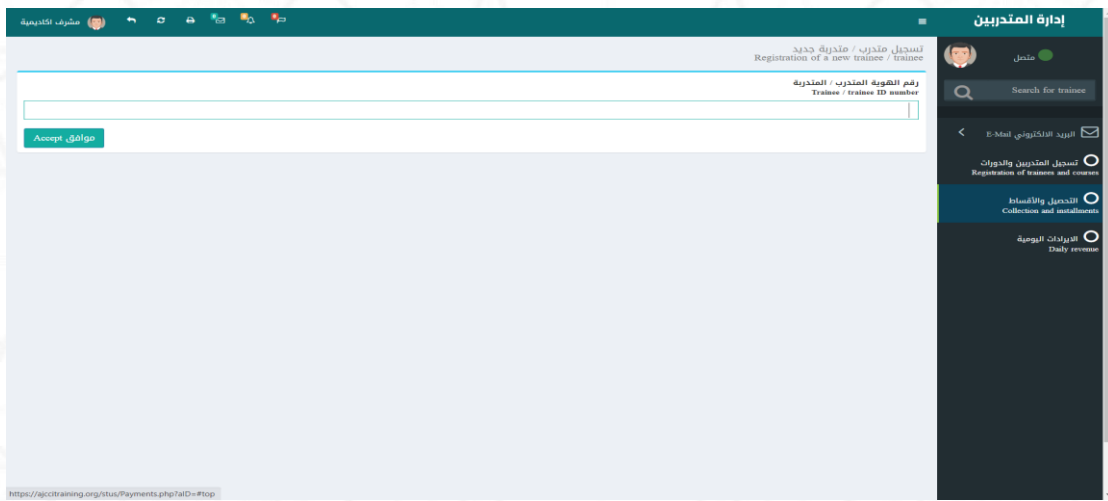 إدارة المتدربين
مشرف اكاديمية
متصل
Search for trainee
البريد الالكتروني E-Mail
تسجيل المتدربين والدورات
Registration of trainees and courses
التحصيل والأقساط
Collection and installments
الايرادات اليومية
Daily revenue
تسجيل متدرب / متدربة جديد
Registration of a new trainee / trainee
رقم الهوية المتدرب / المتدربة
Trainee / trainee ID number
موافق Accept
https://ajccitraining.org/stus/Payments.php?aID=#top